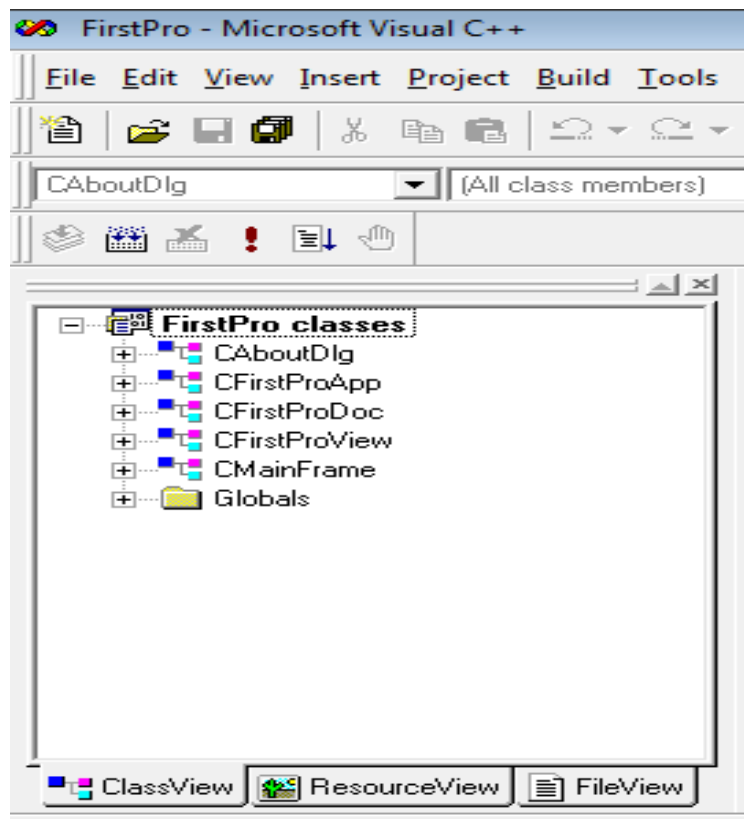 FirstPro - Microsoft Visual C++
File Edit View Insert Project Build Tools
CAboutDlg (All class members)
FirstPro classes
CAboutDlg
CFirstProApp
CFirstProDoc
CFirstProView
CMainFrame
Globals
ClassView ResourceView FileView